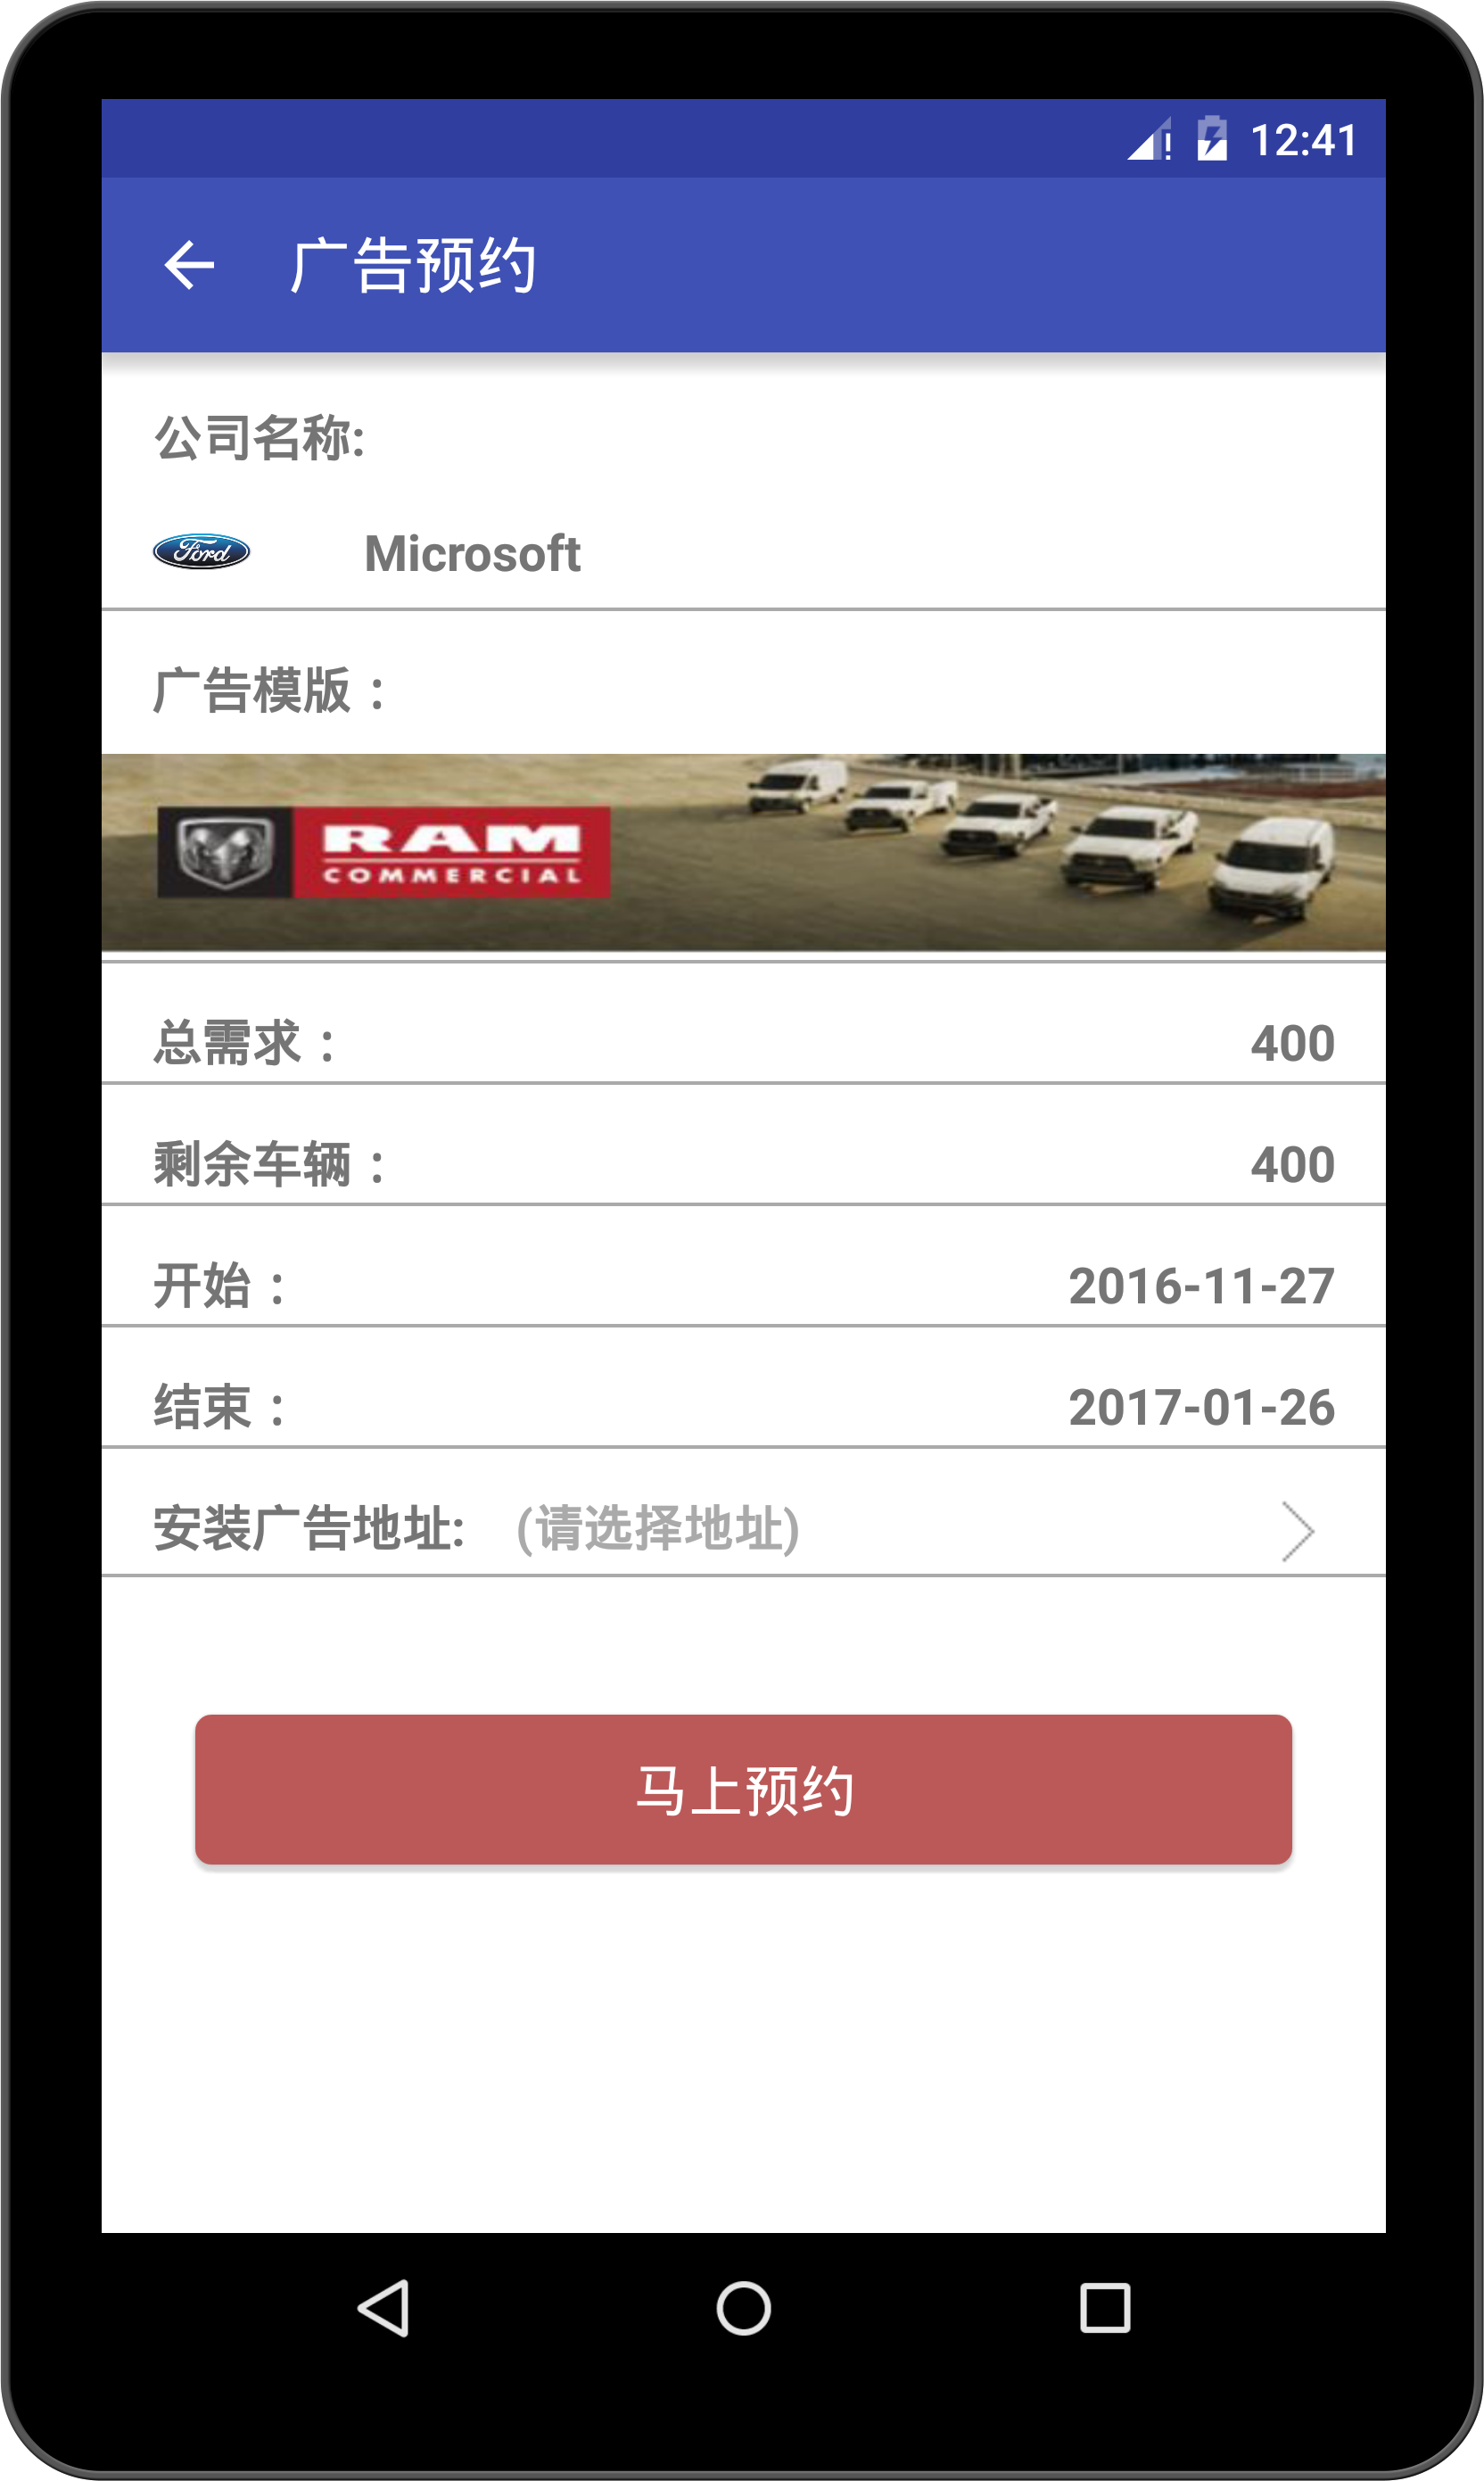 12:41
广告预约
公司名称:
Ford Microsoft
广告模版：
RAM
COMMERCIAL
总需求： 400
剩余车辆： 400
开始： 2016-11-27
结束： 2017-01-26
安装广告地址: (请选择地址)
马上预约